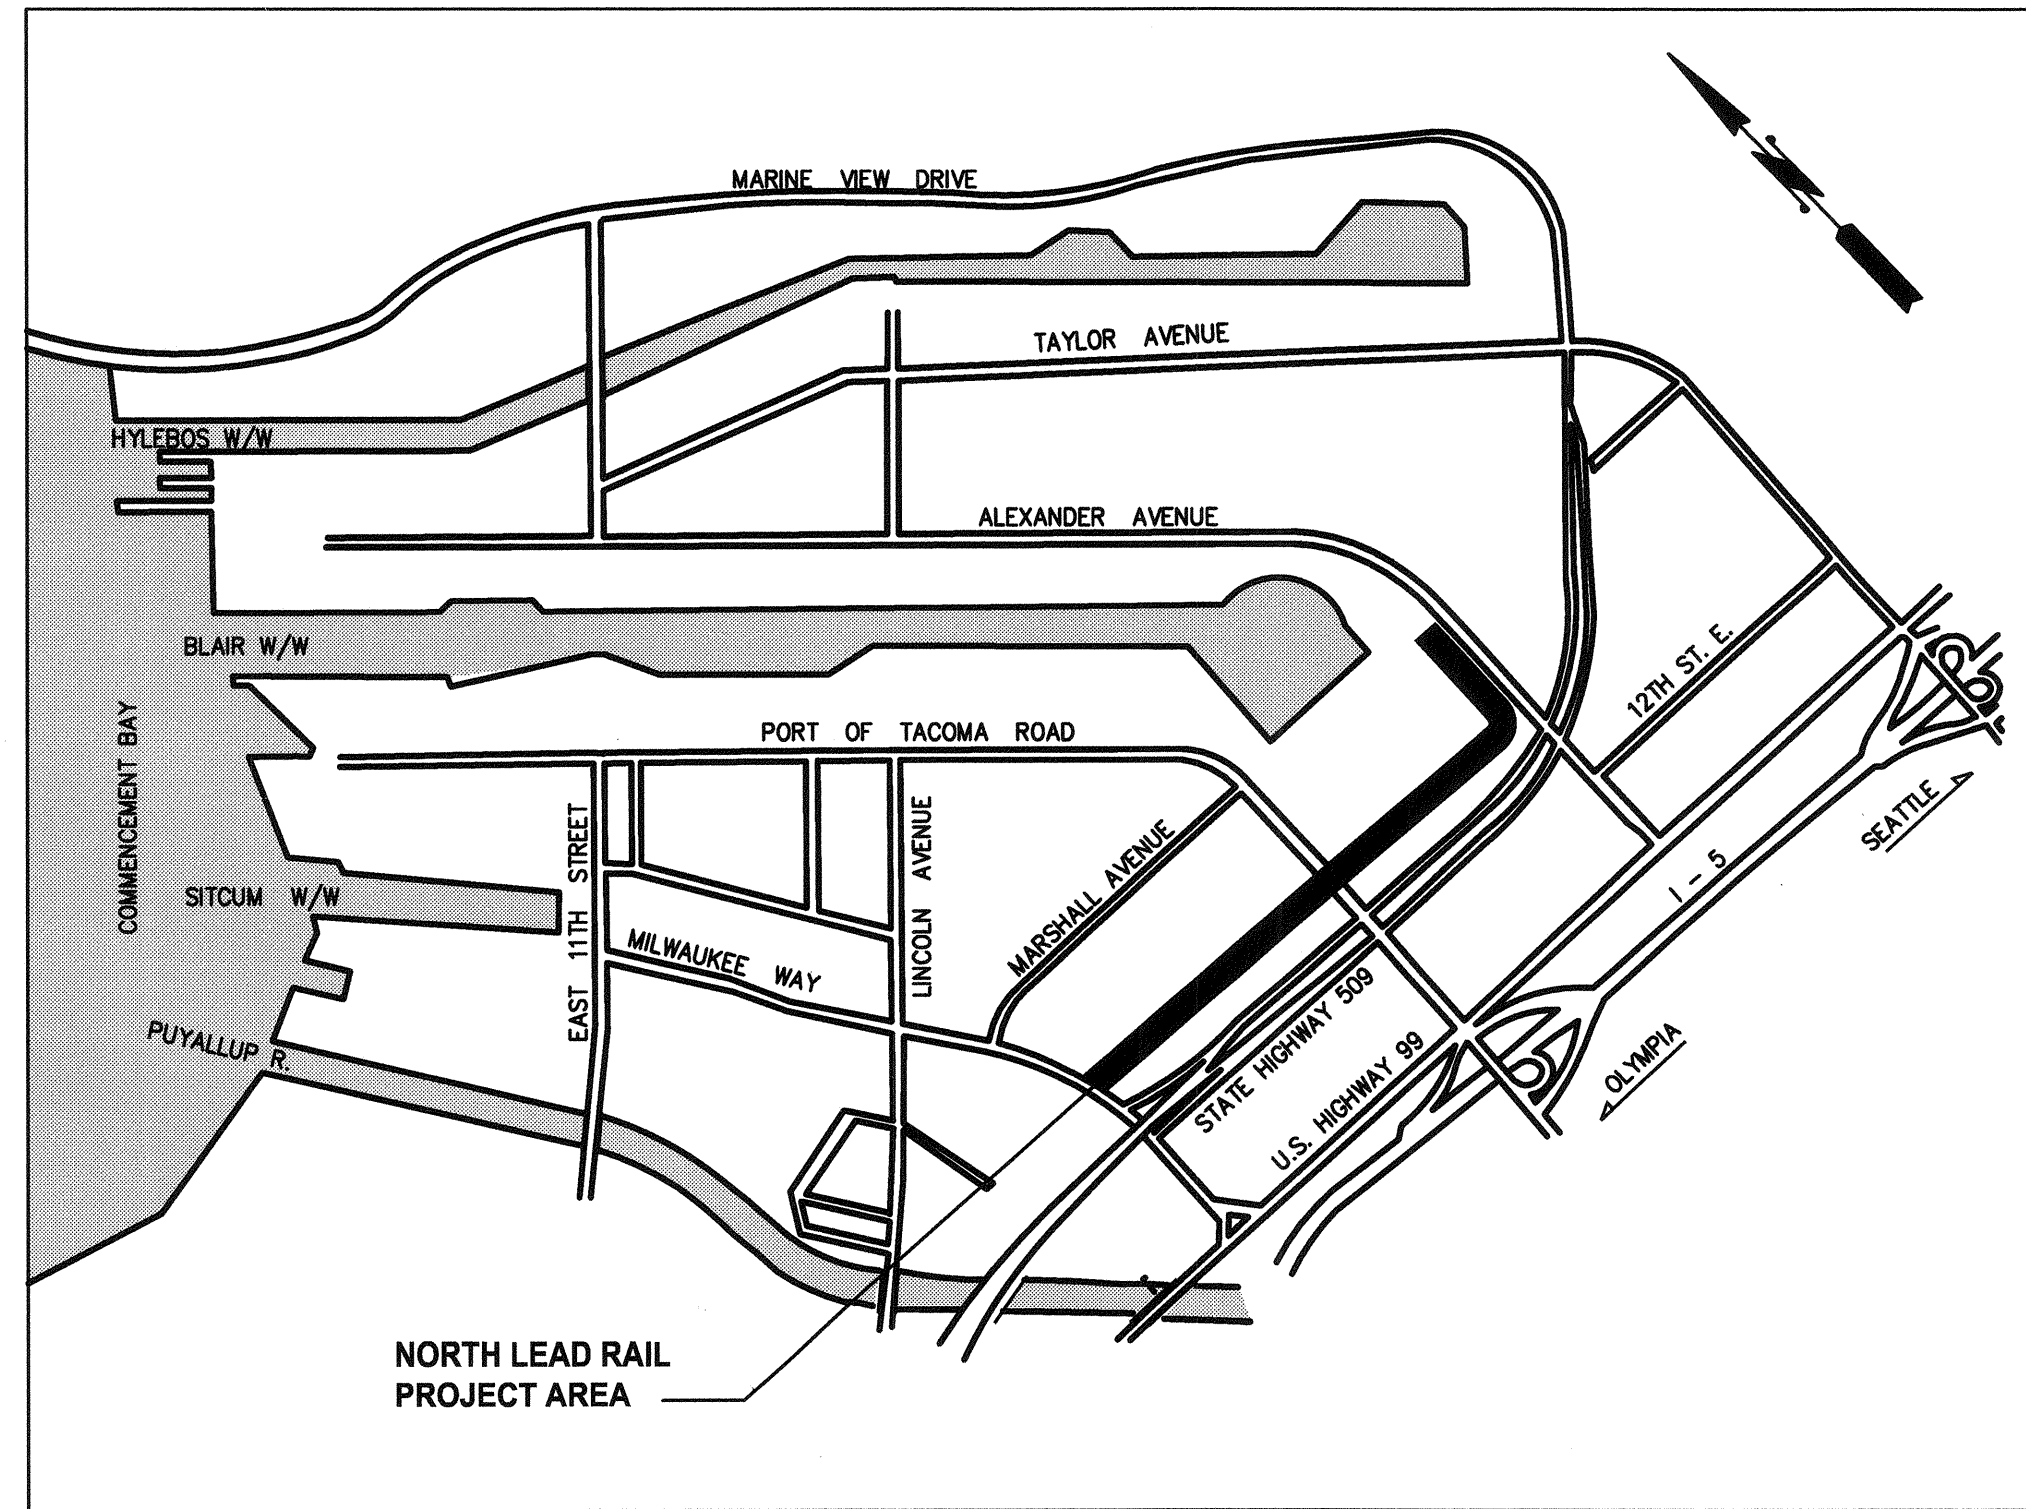 MARINE VIEW DRIVE
TAYLOR AVENUE
HYLEBOS W/W
ALEXANDER AVENUE
BLAIR W/W
12TH ST. E.
COMMENCEMENT BAY
PORT OF TACOMA ROAD
EAST 11TH STREET
LINCOLN AVENUE
MARSHALL AVENUE
SEATTLE
I - 5
SITCUM W/W
MILWAUKEE WAY
STATE HIGHWAY 509
U.S. HIGHWAY 99
OLYMPIA
PUYALLUP R.
NORTH LEAD RAIL
PROJECT AREA